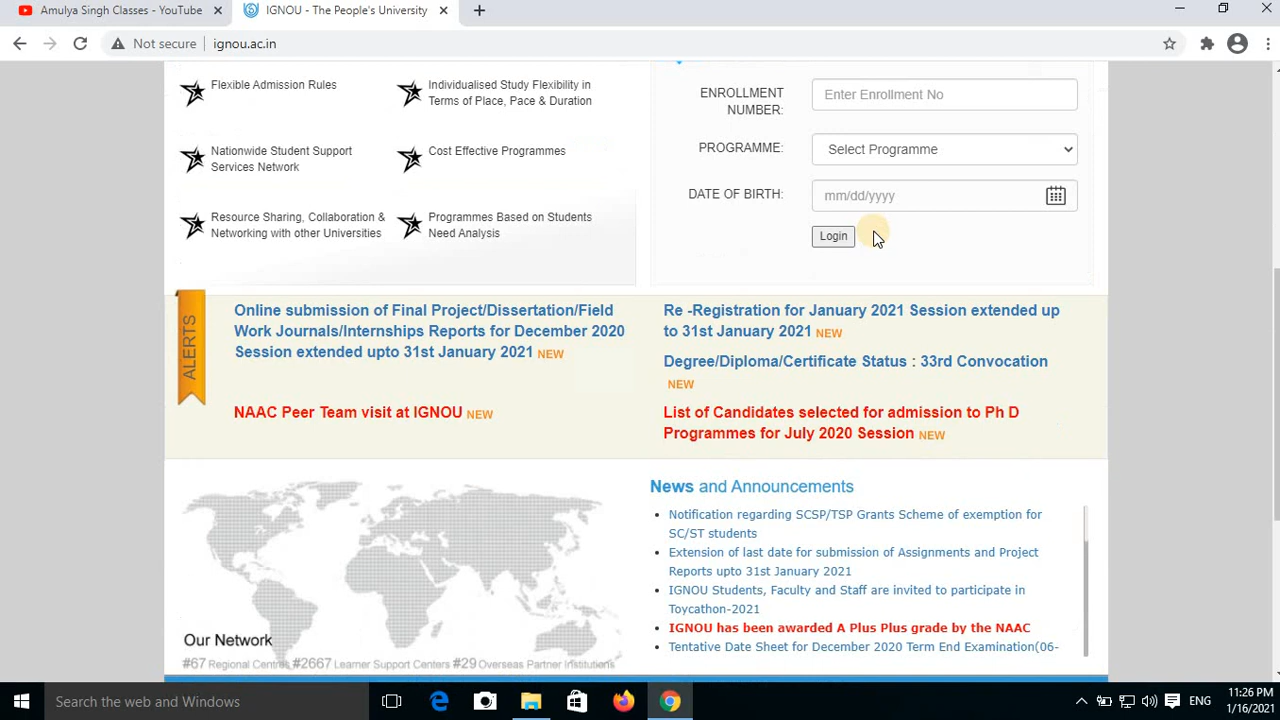 Amulya Singh Classes - YouTube
IGNOU - The People's University
Not secure
ignou.ac.in
Flexible Admission Rules
Individualised Study Flexibility in
Terms of Place, Pace & Duration
Nationwide Student Support
Services Network
Cost Effective Programmes
Resource Sharing, Collaboration &
Networking with other Universities
Programmes Based on Students
Need Analysis
ENROLLMENT
NUMBER:
Enter Enrollment No
PROGRAMME:
Select Programme
DATE OF BIRTH:
mm/dd/yyyy
Login
ALERTS
Online submission of Final Project/Dissertation/Field
Work Journals/Internships Reports for December 2020
Session extended upto 31st January 2021 NEW
NAAC Peer Team visit at IGNOU NEW
Re -Registration for January 2021 Session extended up
to 31st January 2021 NEW
Degree/Diploma/Certificate Status : 33rd Convocation
NEW
List of Candidates selected for admission to Ph D
Programmes for July 2020 Session NEW
Our Network
#67 Regional Centres #2667 Learner Support Centers #29 Overseas Partner Institutions
News and Announcements
Notification regarding SCSP/TSP Grants Scheme of exemption for
SC/ST students
Extension of last date for submission of Assignments and Project
Reports upto 31st January 2021
IGNOU Students, Faculty and Staff are invited to participate in
Toycathon-2021
IGNOU has been awarded A Plus Plus grade by the NAAC
Tentative Date Sheet for December 2020 Term End Examination(06-
Search the web and Windows
ENG
11:26 PM
1/16/2021